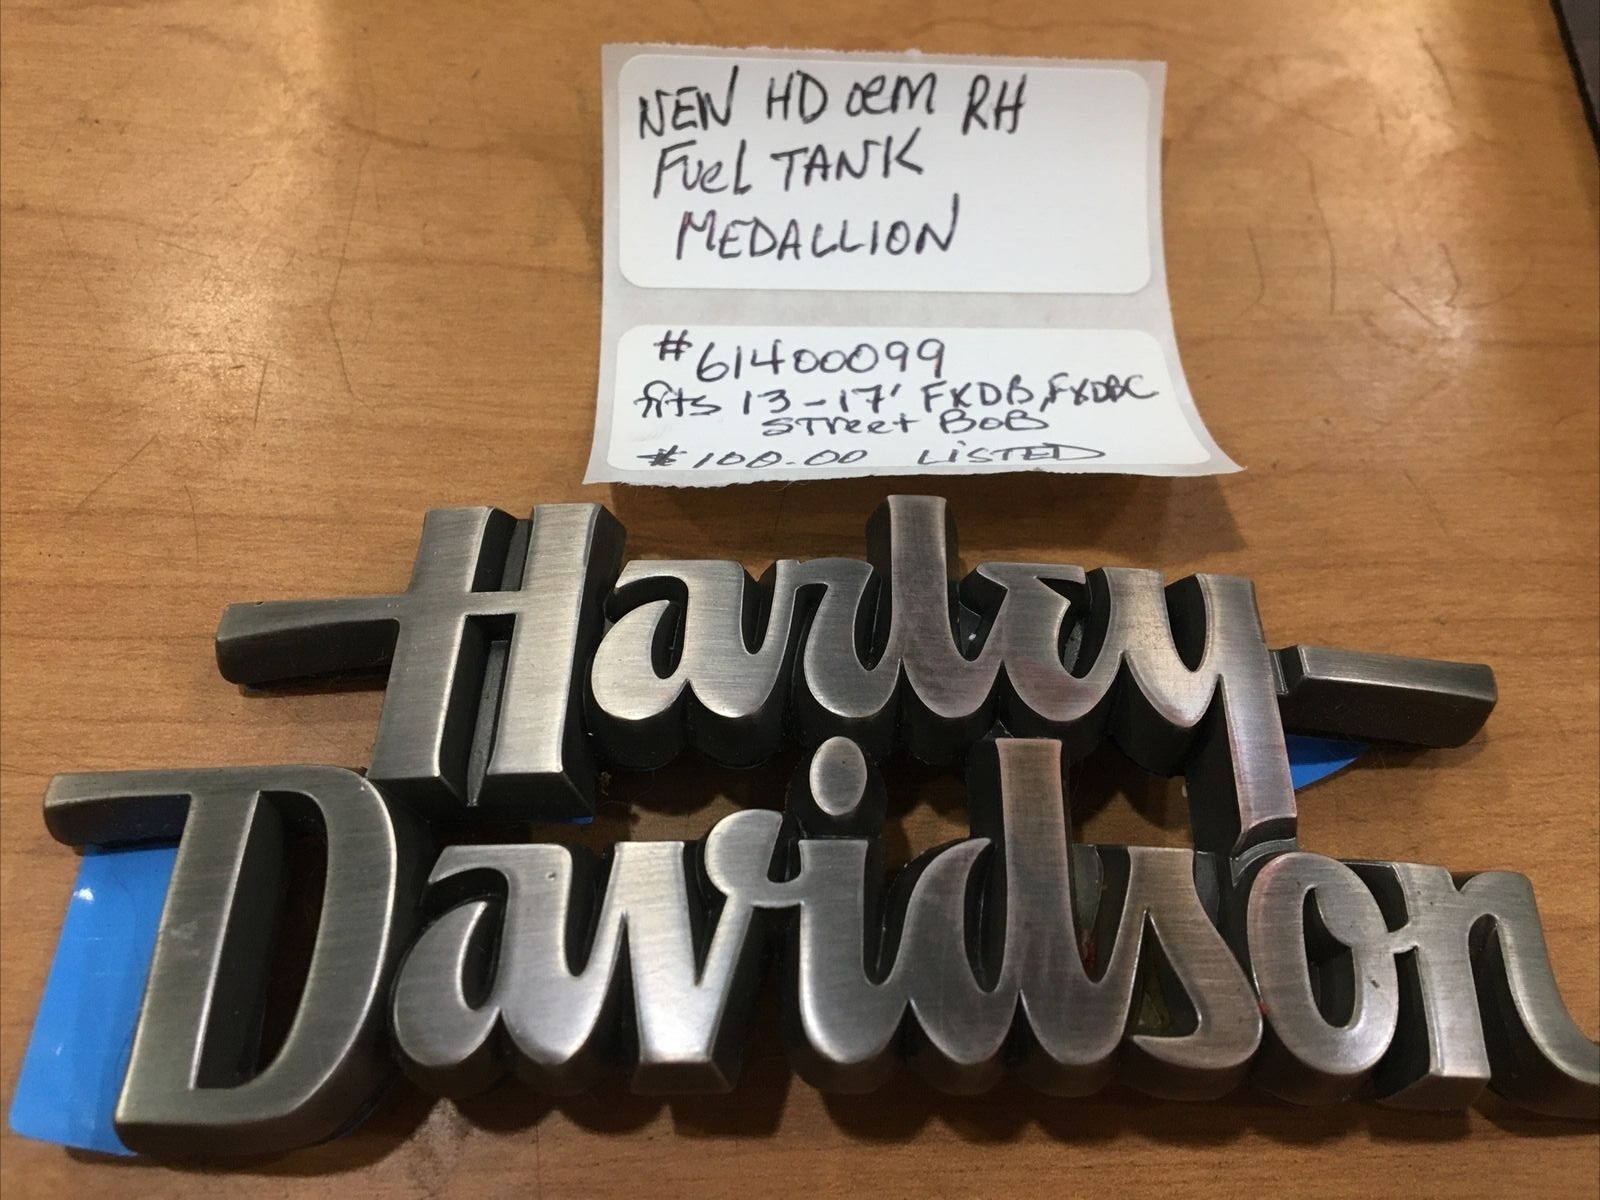 NEW HD oem RH
Fuel TANK
MEDALLION
#61400099
fits 13-17' FXDB, FXDBC
STreet BOB
$100.00 LiSTED
Harley
Davidson